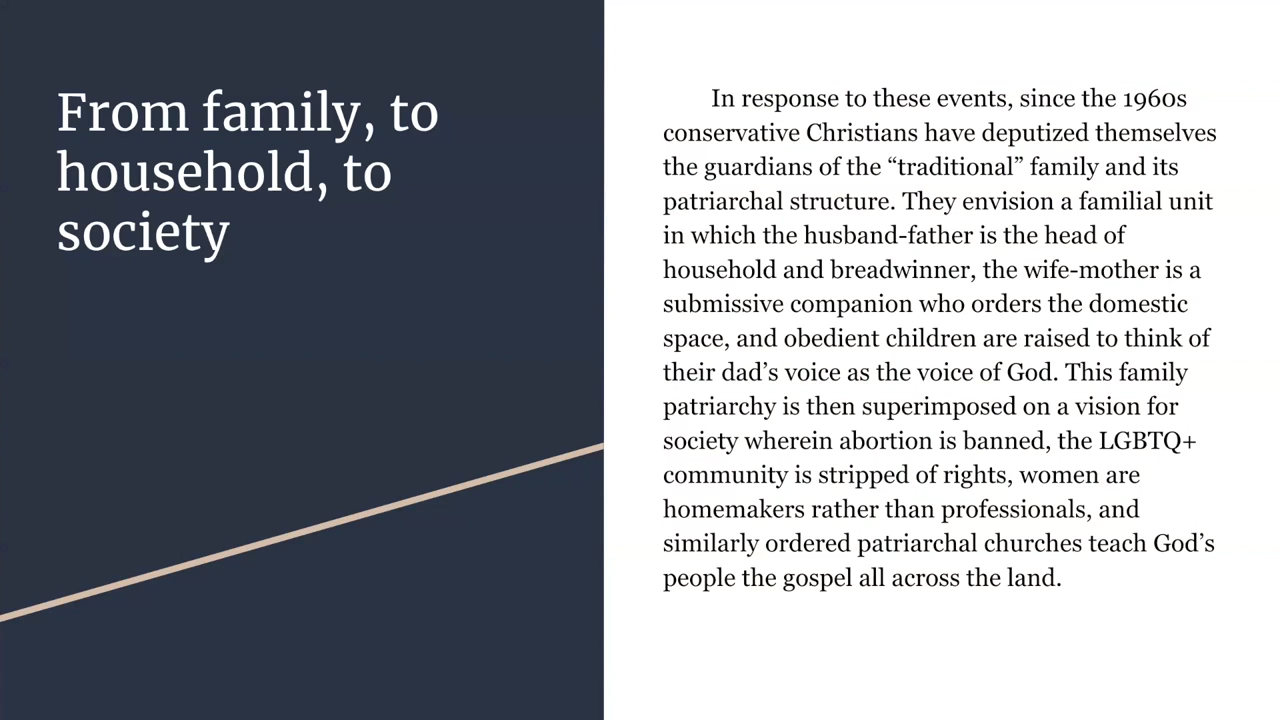 From family, to
household, to
society
In response to these events, since the 1960s
conservative Christians have deputized themselves
the guardians of the “traditional” family and its
patriarchal structure. They envision a familial unit
in which the husband-father is the head of
household and breadwinner, the wife-mother is a
submissive companion who orders the domestic
space, and obedient children are raised to think of
their dad’s voice as the voice of God. This family
patriarchy is then superimposed on a vision for
society wherein abortion is banned, the LGBTQ+
community is stripped of rights, women are
homemakers rather than professionals, and
similarly ordered patriarchal churches teach God’s
people the gospel all across the land.